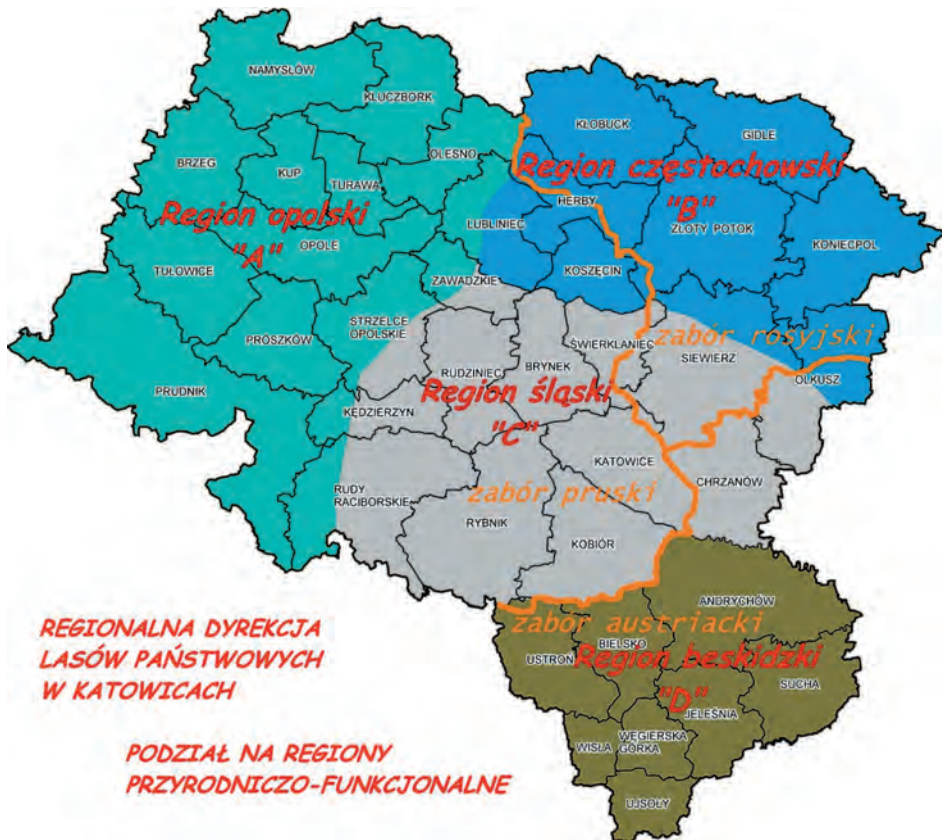 NAMYSŁÓW
KLUCZBORK
KŁOBUCK
GIDLE
BRZEG
KUP
OLESNO
TURAWA
Region opolski
"A"
OPOLE
Region częstochowski
"B"
HERBY
LUBLINIEC
ZŁOTY POTOK
KONIECPOL
TUŁOWICE
KOSZĘCIN
ZAWADZKIE
PRÓSZKÓW
STRZELCE
OPOLSKIE
ŚWIERKLANIEC
zabór rosyjski
SIEWIERZ
RUDZINIEC
BRYNEK
OLKUSZ
PRUDNIK
Region śląski
"C"
KĘDZIERZYN
KATOWICE
CHRZANÓW
RUDY
RACIBORSKIE
zabór pruski
RYBNIK
KOBIÓR
ANDRYCHÓW
zabór austriacki
BIELSKO
USTROŃ
Region beskidzki
"D"
SUCHA
JELEŚNIA
WISŁA
WĘGIERSKA
GÓRKA
UJSOŁY
REGIONALNA DYREKCJA
LASÓW PAŃSTWOWYCH
W KATOWICACH
PODZIAŁ NA REGIONY
PRZYRODNICZO-FUNKCJONALNE